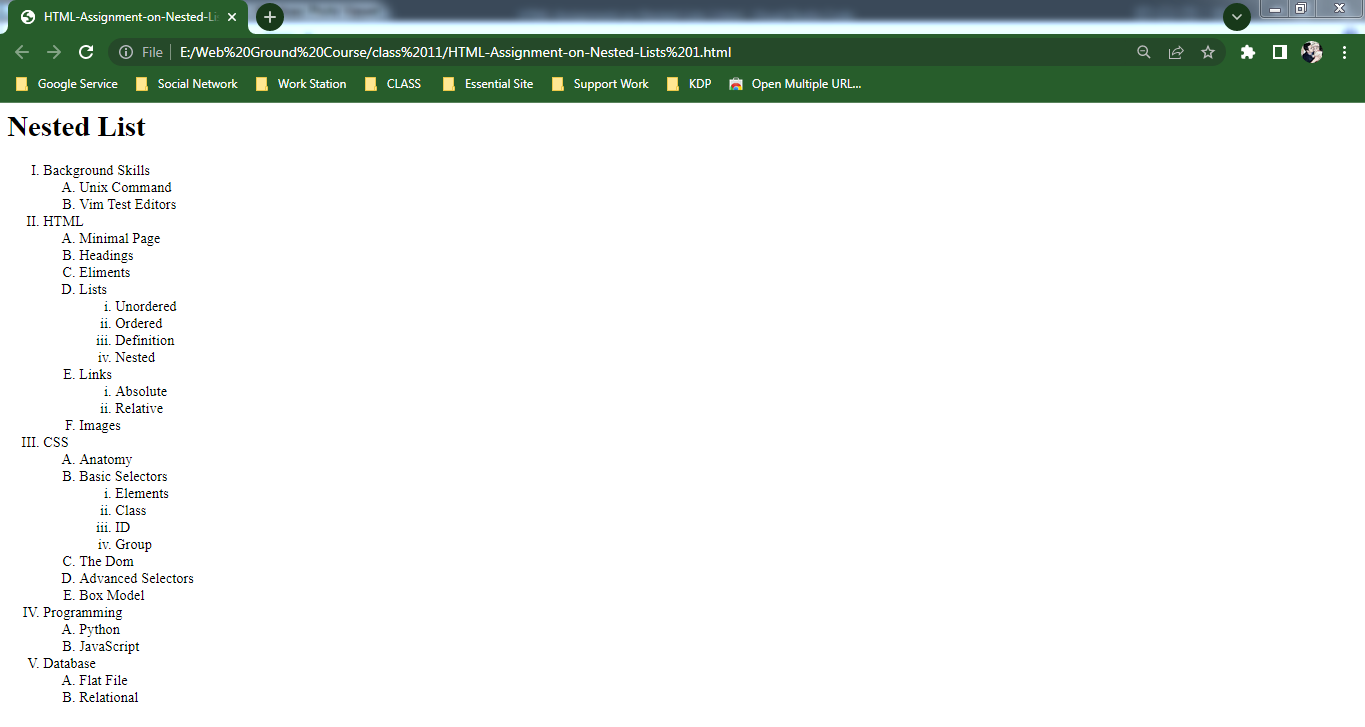 HTML-Assignment-on-Nested-Li
File E:/Web%20Ground%20Course/class%2011/HTML-Assignment-on-Nested-Lists%201.html
Google Service Social Network Work Station CLASS Essential Site Support Work KDP Open Multiple URL...
Nested List
I. Background Skills
A. Unix Command
B. Vim Test Editors
II. HTML
A. Minimal Page
B. Headings
C. Eliments
D. Lists
i. Unordered
ii. Ordered
iii. Definition
iv. Nested
E. Links
i. Absolute
ii. Relative
F. Images
III. CSS
A. Anatomy
B. Basic Selectors
i. Elements
ii. Class
iii. ID
iv. Group
C. The Dom
D. Advanced Selectors
E. Box Model
IV. Programming
A. Python
B. JavaScript
V. Database
A. Flat File
B. Relational